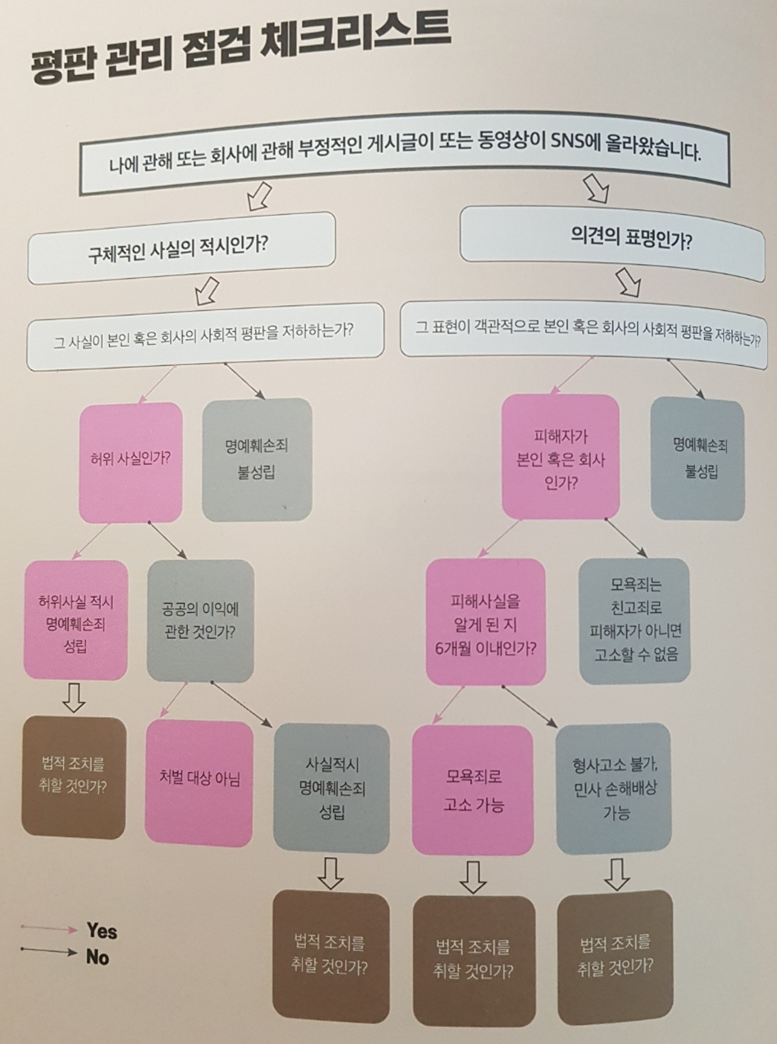 평판 관리 점검 체크리스트
나에 관해 또는 회사에 관해 부정적인 게시글이 또는 동영상이 SNS에 올라왔습니다.
구체적인 사실의 적시인가?
의견의 표명인가?
그 사실이 본인 혹은 회사의 사회적 평판을 저하하는가?
그 표현이 객관적으로 본인 혹은 회사의 사회적 평판을 저하하는가?
허위 사실인가?
명예훼손죄
불성립
피해자가
본인 혹은 회사
인가?
명예훼손죄
불성립
허위사실 적시
명예훼손죄
성립
공공의 이익에
관한 것인가?
피해사실을
알게 된 지
6개월 이내인가?
모욕죄는
친고죄로
피해자가 아니면
고소할 수 없음
법적 조치를
취할 것인가?
처벌 대상 아님
사실적시
명예훼손죄
성립
모욕죄로
고소 가능
형사고소 불가,
민사 손해배상
가능
법적 조치를
취할 것인가?
법적 조치를
취할 것인가?
법적 조치를
취할 것인가?
Yes
No